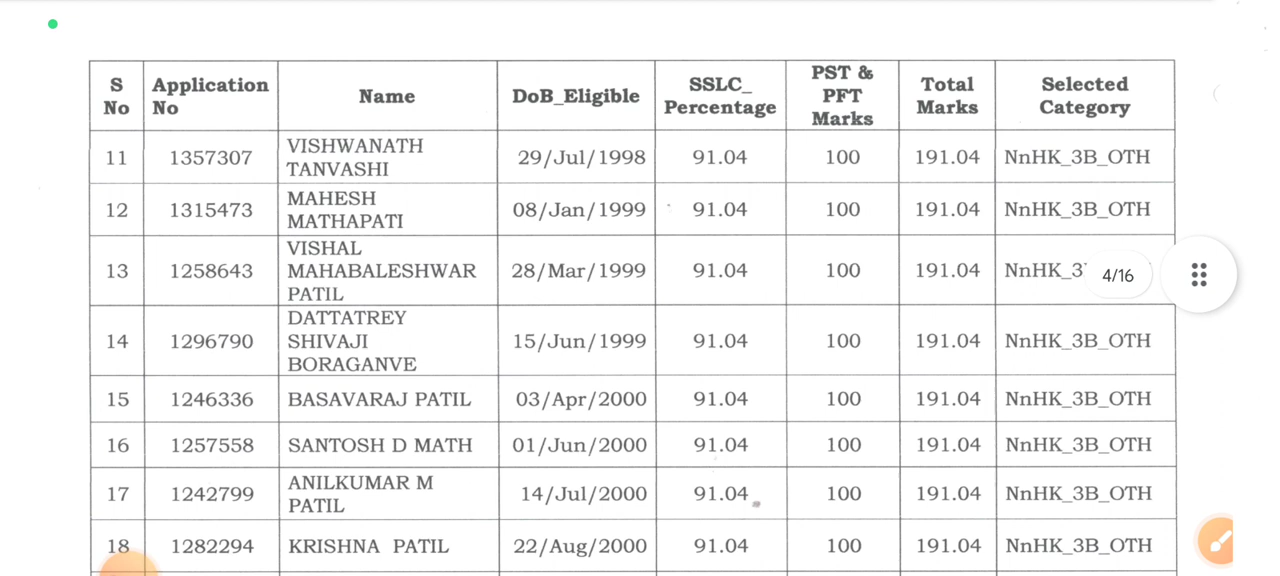 S No Application No Name DoB_Eligible SSLC_ Percentage PST & PFT Marks Total Marks Selected Category
11 1357307 VISHWANATH TANVASHI 29/Jul/1998 91.04 100 191.04 NnHK_3B_OTH
12 1315473 MAHESH MATHAPATI 08/Jan/1999 91.04 100 191.04 NnHK_3B_OTH
13 1258643 VISHAL MAHABALESHWAR PATIL 28/Mar/1999 91.04 100 191.04
4/16
14 1296790 DATTATREY SHIVAJI BORAGANVE 15/Jun/1999 91.04 100 191.04 NnHK_3B_OTH
15 1246336 BASAVARAJ PATIL 03/Apr/2000 91.04 100 191.04 NnHK_3B_OTH
16 1257558 SANTOSH D MATH 01/Jun/2000 91.04 100 191.04 NnHK_3B_OTH
17 1242799 ANILKUMAR M PATIL 14/Jul/2000 91.04 100 191.04 NnHK_3B_OTH
18 1282294 KRISHNA PATIL 22/Aug/2000 91.04 100 191.04 NnHK_3B_OTH